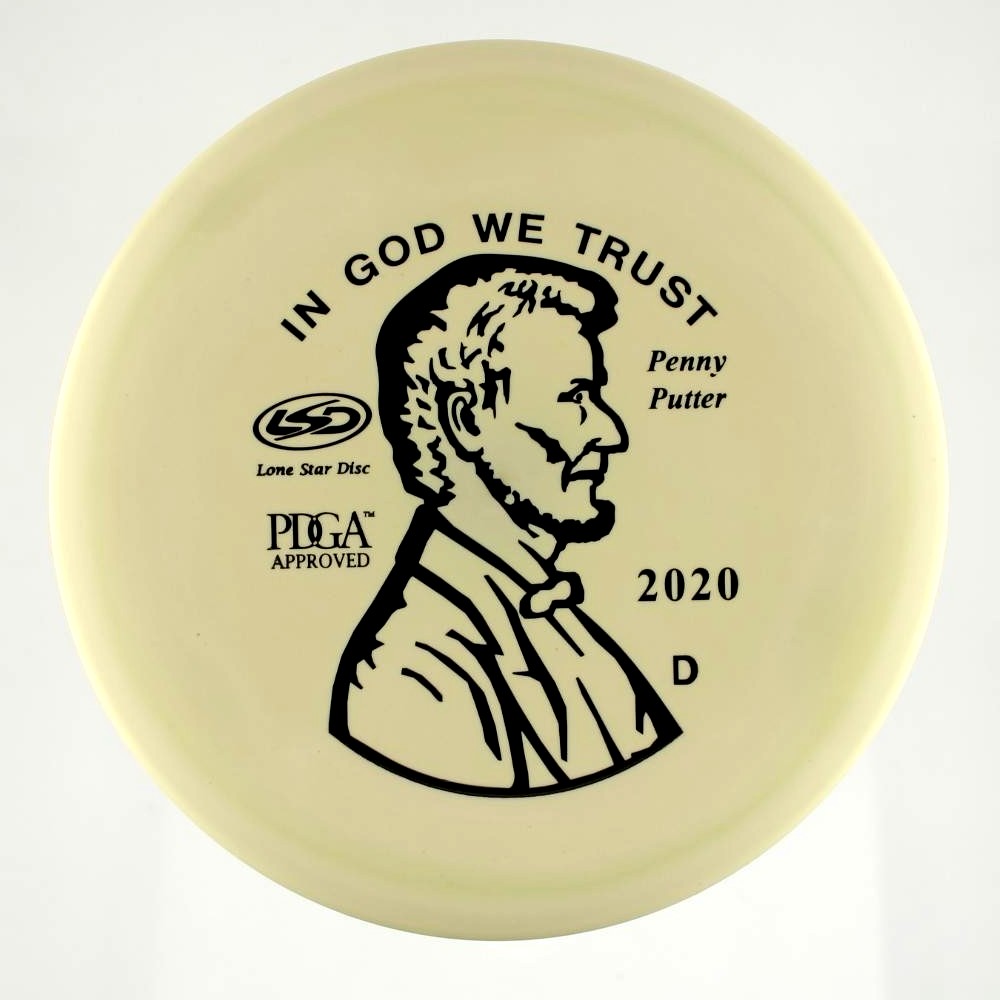 IN GOD WE TRUST
Penny
Putter
LSD
Lone Star Disc
PDGA™
APPROVED
2020
D